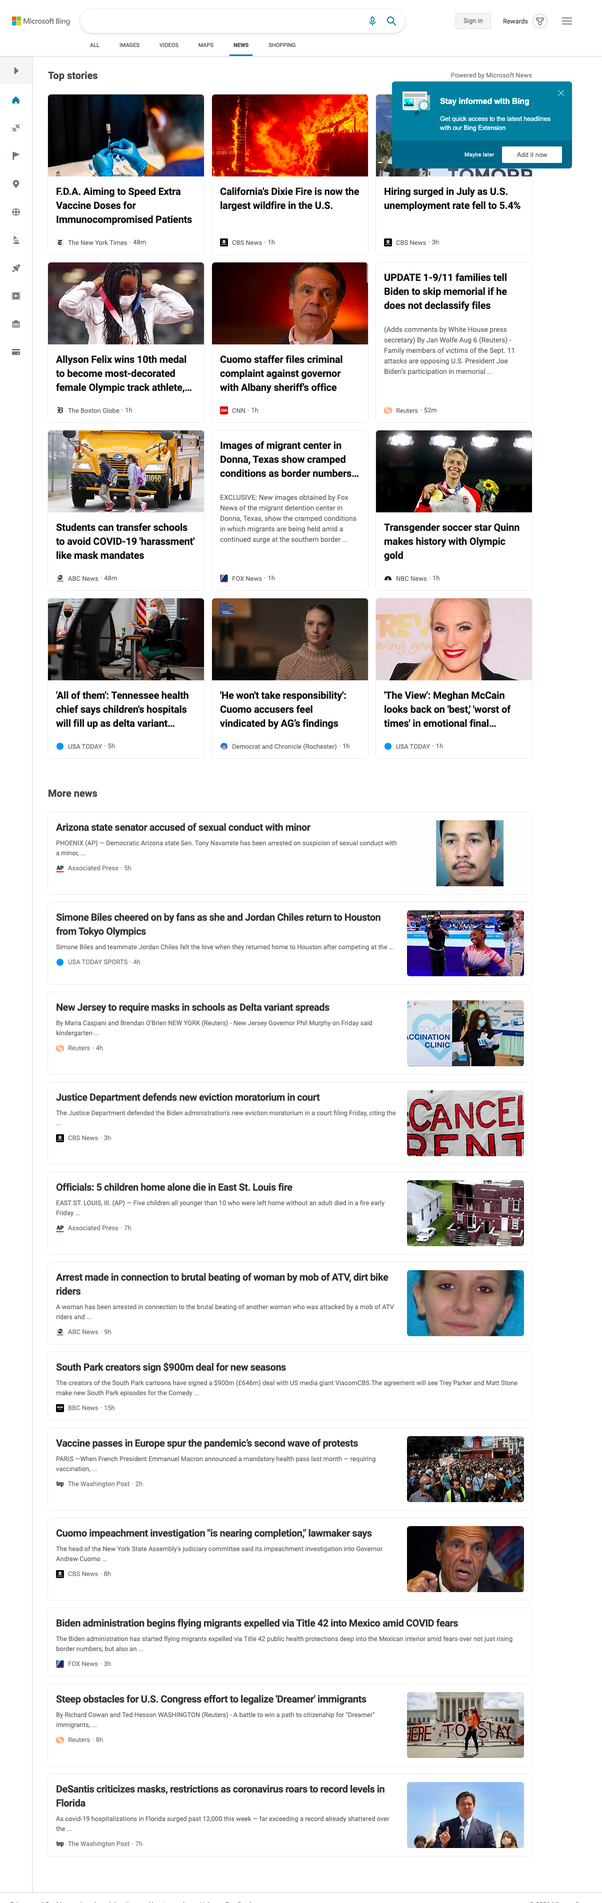 Microsoft Bing
Sign in
Rewards
ALL
IMAGES
VIDEOS
MAPS
NEWS
SHOPPING
Top stories
Powered by Microsoft News
Stay informed with Bing
Get quick access to the latest headlines
with our Bing Extension
Maybe later
Add it now
TOMORR
F.D.A. Aiming to Speed Extra
Vaccine Doses for
Immunocompromised Patients
The New York Times · 48m
California's Dixie Fire is now the
largest wildfire in the U.S.
CBS News · 1h
Hiring surged in July as U.S.
unemployment rate fell to 5.4%
CBS News · 3h
Allyson Felix wins 10th medal
to become most-decorated
female Olympic track athlete,...
The Boston Globe · 1h
Cuomo staffer files criminal
complaint against governor
with Albany sheriff's office
CNN · 1h
UPDATE 1-9/11 families tell
Biden to skip memorial if he
does not declassify files
(Adds comments by White House press
secretary) By Jan Wolfe Aug 6 (Reuters) -
Family members of victims of the Sept. 11
attacks are opposing U.S. President Joe
Biden's participation in memorial ...
Reuters · 52m
Students can transfer schools
to avoid COVID-19 'harassment'
like mask mandates
ABC News · 48m
Images of migrant center in
Donna, Texas show cramped
conditions as border numbers...
EXCLUSIVE: New images obtained by Fox
News of the migrant detention center in
Donna, Texas, show the cramped conditions
in which migrants are being held amid a
continued surge at the southern border ...
FOX News · 1h
Transgender soccer star Quinn
makes history with Olympic
gold
NBC News · 1h
'All of them': Tennessee health
chief says children's hospitals
will fill up as delta variant...
USA TODAY · 5h
'He won't take responsibility':
Cuomo accusers feel
vindicated by AG's findings
Democrat and Chronicle (Rochester) · 1h
'The View': Meghan McCain
looks back on 'best,' 'worst of
times' in emotional final...
USA TODAY · 1h
More news
Arizona state senator accused of sexual conduct with minor
PHOENIX (AP) — Democratic Arizona state Sen. Tony Navarrete has been arrested on suspicion of sexual conduct with
a minor, ...
Associated Press · 5h
Simone Biles cheered on by fans as she and Jordan Chiles return to Houston
from Tokyo Olympics
Simone Biles and teammate Jordan Chiles felt the love when they returned home to Houston after competing at the ...
USA TODAY SPORTS · 4h
New Jersey to require masks in schools as Delta variant spreads
By Maria Caspani and Brendan O'Brien NEW YORK (Reuters) - New Jersey Governor Phil Murphy on Friday said
kindergarten ...
Reuters · 4h
Justice Department defends new eviction moratorium in court
The Justice Department defended the Biden administration's new eviction moratorium in a court filing Friday, citing the
...
CBS News · 3h
CANCEL
RENT
Officials: 5 children home alone die in East St. Louis fire
EAST ST. LOUIS, Ill. (AP) — Five children all younger than 10 who were left home without an adult died in a fire early
Friday ...
Associated Press · 7h
Arrest made in connection to brutal beating of woman by mob of ATV, dirt bike
riders
A woman has been arrested in connection to the brutal beating of another woman who was attacked by a mob of ATV
riders and ...
ABC News · 9h
South Park creators sign $900m deal for new seasons
The creators of the South Park cartoons have signed a $900m (£646m) deal with US media giant ViacomCBS.The agreement will see Trey Parker and Matt Stone
make new South Park episodes for the Comedy ...
BBC News · 15h
Vaccine passes in Europe spur the pandemic's second wave of protests
PARIS —When French President Emmanuel Macron announced a mandatory health pass last month — requiring
vaccination, ...
The Washington Post · 2h
Cuomo impeachment investigation "is nearing completion," lawmaker says
The head of the New York State Assembly's judiciary committee said its impeachment investigation into Governor
Andrew Cuomo ...
CBS News · 8h
Biden administration begins flying migrants expelled via Title 42 into Mexico amid COVID fears
The Biden administration has started flying migrants expelled via Title 42 public health protections deep into the Mexican interior amid fears over not just rising
border numbers, but also an ...
FOX News · 3h
Steep obstacles for U.S. Congress effort to legalize 'Dreamer' immigrants
By Richard Cowan and Ted Hesson WASHINGTON (Reuters) - A battle to win a path to citizenship for "Dreamer"
immigrants, ...
Reuters · 8h
HERE TO STAY
DeSantis criticizes masks, restrictions as coronavirus roars to record levels in
Florida
As covid-19 hospitalizations in Florida surged past 12,000 this week — far exceeding a record already shattered over
the ...
The Washington Post · 7h